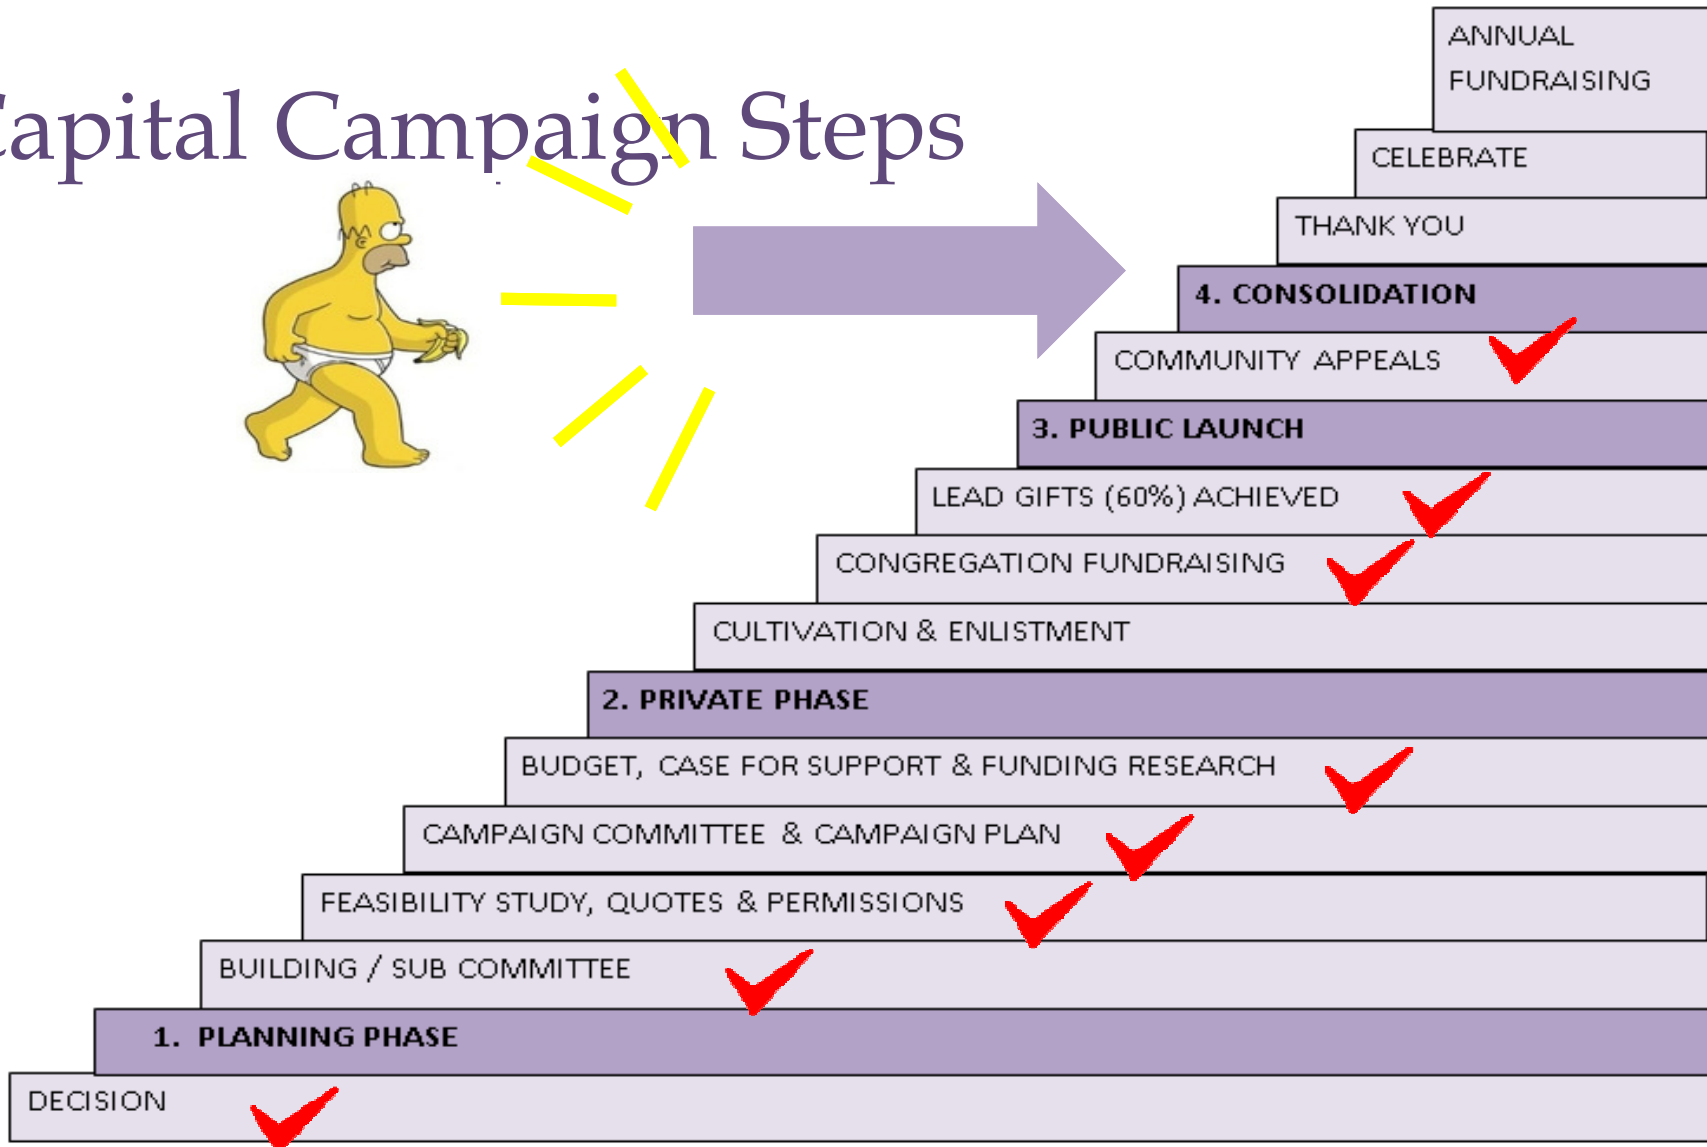 apital Campaign Steps
ANNUAL
FUNDRAISING
CELEBRATE
THANK YOU
4. CONSOLIDATION
COMMUNITY APPEALS
3. PUBLIC LAUNCH
LEAD GIFTS (60%) ACHIEVED
CONGREGATION FUNDRAISING
CULTIVATION & ENLISTMENT
2. PRIVATE PHASE
BUDGET, CASE FOR SUPPORT & FUNDING RESEARCH
CAMPAIGN COMMITTEE & CAMPAIGN PLAN
FEASIBILITY STUDY, QUOTES & PERMISSIONS
BUILDING / SUB COMMITTEE
1. PLANNING PHASE
DECISION